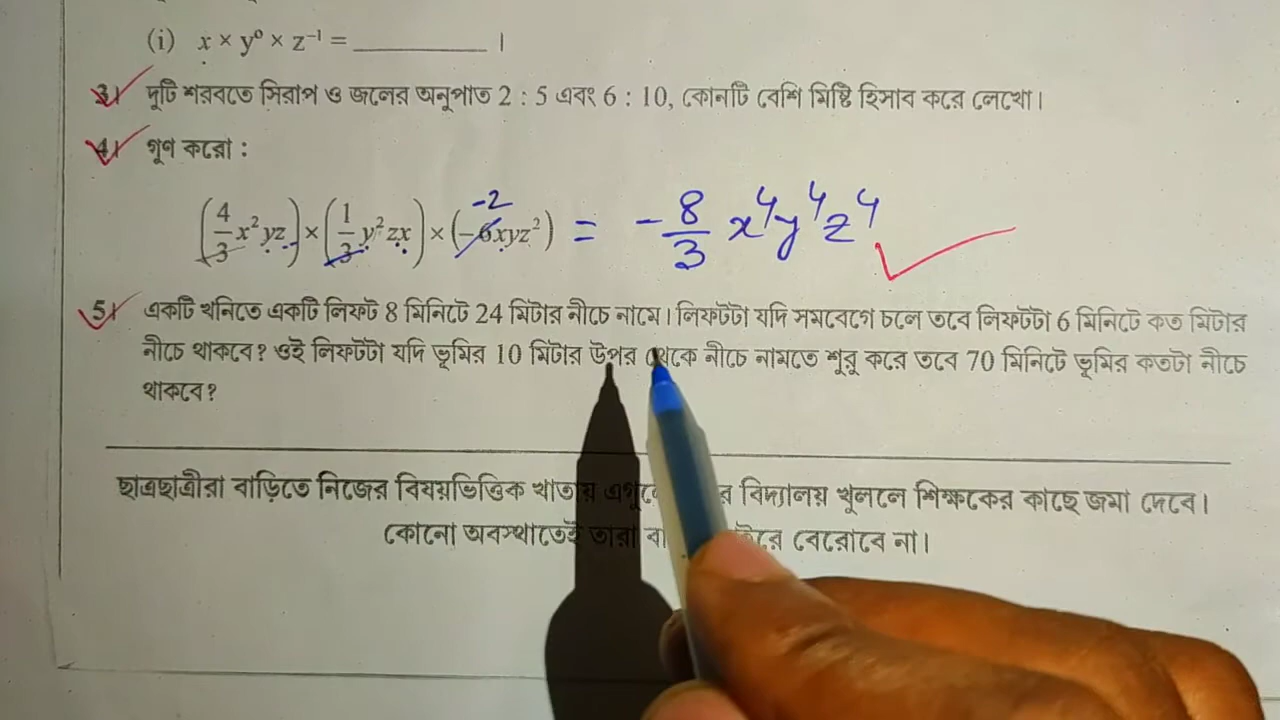 (i) x × y⁰ × z⁻¹ = __________ ।
3। দুটি শরবতে সিরাপ ও জলের অনুপাত 2 : 5 এবং 6 : 10, কোনটি বেশি মিষ্টি হিসাব করে লেখো।
4। গুণ করো :
(4/3 x²yz) × (1/3 y²zx) × (–6xyz²) = -8/3 x⁴y⁴z⁴
-2
5। একটি খনিতে একটি লিফট 8 মিনিটে 24 মিটার নীচে নামে। লিফটটা যদি সমবেগে চলে তবে লিফটটা 6 মিনিটে কত মিটার
নীচে থাকবে? ওই লিফটটা যদি ভূমির 10 মিটার উপর থেকে নীচে নামতে শুরু করে তবে 70 মিনিটে ভূমির কতটা নীচে
থাকবে?
ছাত্রছাত্রীরা বাড়িতে নিজের বিষয়ভিত্তিক খাতায় বিদ্যালয় খুললে শিক্ষকের কাছে জমা দেবে।
কোনো অবস্থাতেই তারা বেরোবে না।